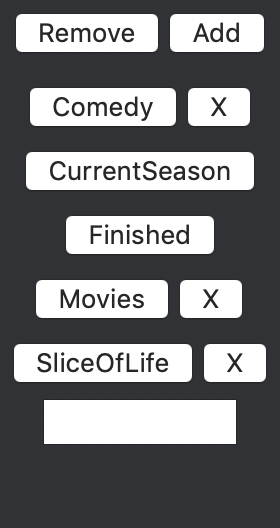 Remove Add
Comedy X
CurrentSeason
Finished
Movies X
SliceOfLife X